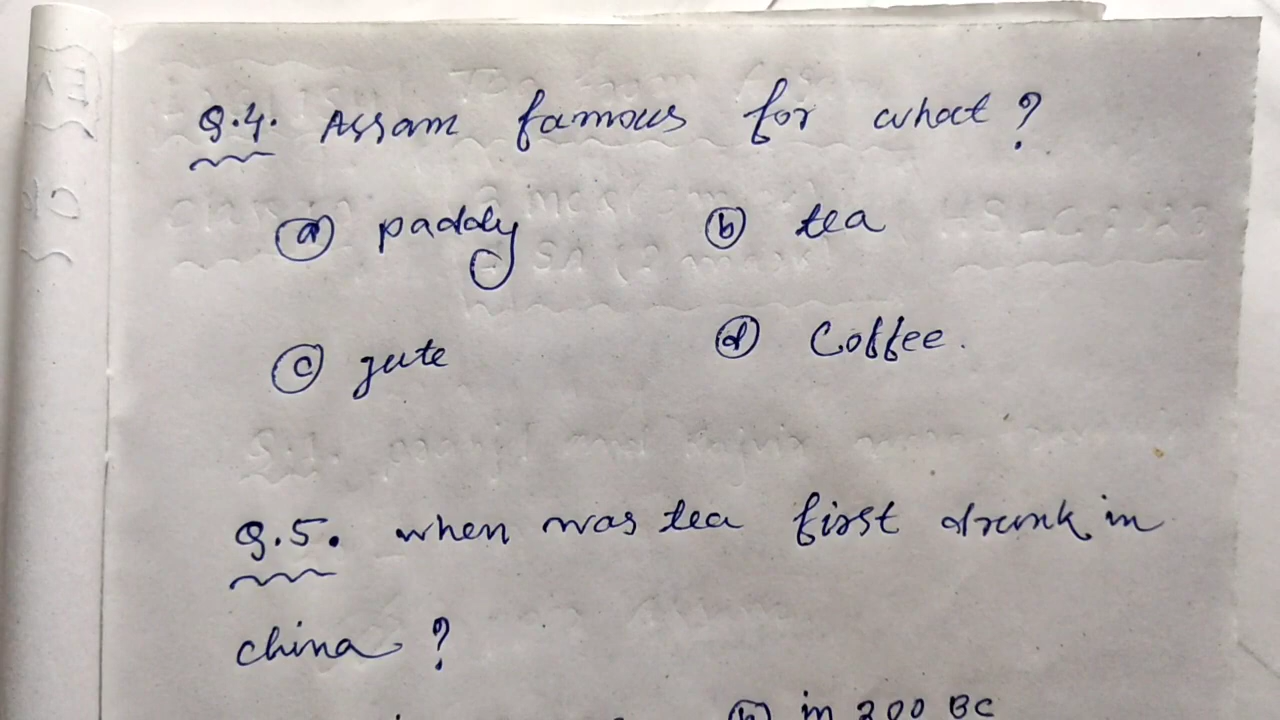 Q.4. Assam famous for what ?
(a) paddy (b) tea
(c) jute (d) Coffee.
Q.5. when was tea first drunk in
china ?
(b) in 200 BC